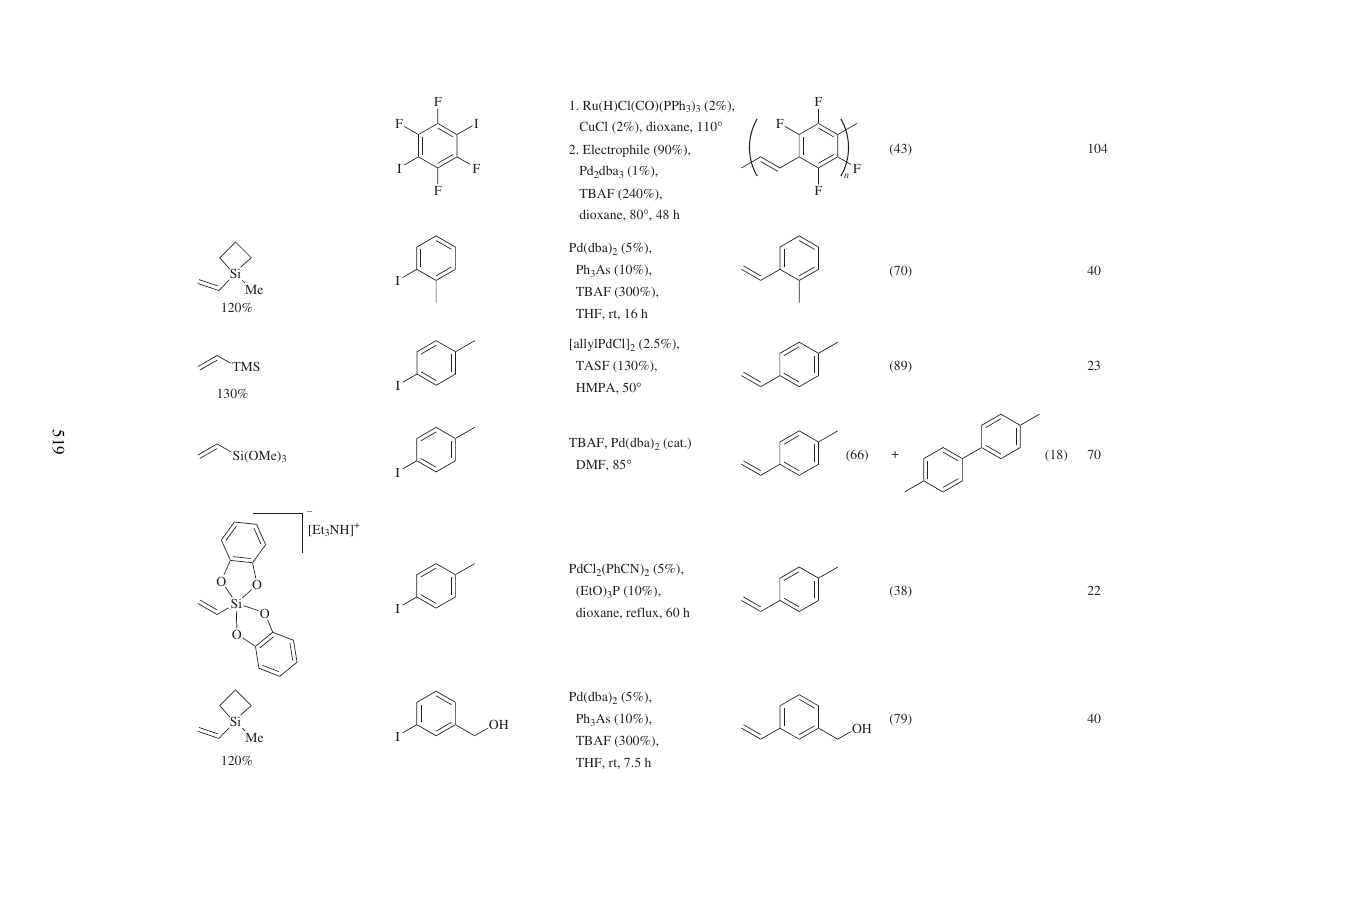 F
F
I
I
F
F
1. Ru(H)Cl(CO)(PPh3)3 (2%),
CuCl (2%), dioxane, 110°
2. Electrophile (90%),
Pd2dba3 (1%),
TBAF (240%),
dioxane, 80°, 48 h
F
F
F
F
n
(43)
104
Si
Me
120%
I
Pd(dba)2 (5%),
Ph3As (10%),
TBAF (300%),
THF, rt, 16 h
(70)
40
TMS
130%
I
[allylPdCl]2 (2.5%),
TASF (130%),
HMPA, 50°
(89)
23
519
Si(OMe)3
I
TBAF, Pd(dba)2 (cat.)
DMF, 85°
(66)
+
(18)
70
–
[Et3NH]+
O
O
Si
O
O
I
PdCl2(PhCN)2 (5%),
(EtO)3P (10%),
dioxane, reflux, 60 h
(38)
22
Si
Me
120%
I
OH
Pd(dba)2 (5%),
Ph3As (10%),
TBAF (300%),
THF, rt, 7.5 h
OH
(79)
40